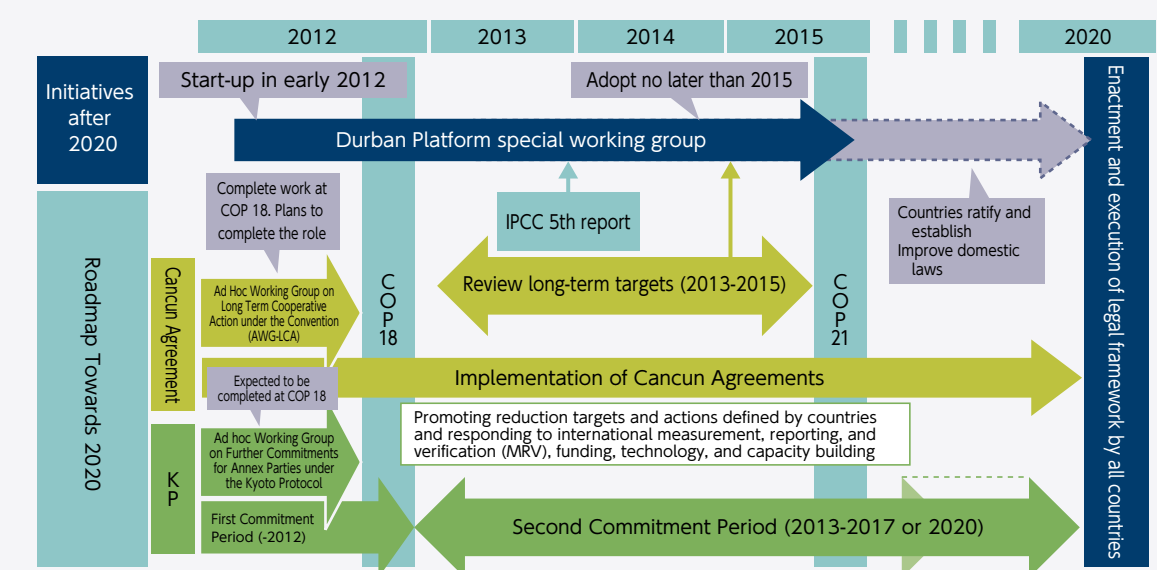 2012
2013
2014
2015
2020
Initiatives
after
2020
Start-up in early 2012
Adopt no later than 2015
Durban Platform special working group
Complete work at
COP 18. Plans to
complete the role
IPCC 5th report
Countries ratify and
establish
Improve domestic
laws
Enactment and execution of legal framework by all countries
Roadmap Towards 2020
Cancun Agreement
Ad Hoc Working Group on
Long Term Cooperative
Action under the Convention
(AWG-LCA)
COP
18
Review long-term targets (2013-2015)
COP
21
Implementation of Cancun Agreements
Expected to be
completed at COP 18
Promoting reduction targets and actions defined by countries
and responding to international measurement, reporting, and
verification (MRV), funding, technology, and capacity building
KP
Ad hoc Working Group
on Further Commitments
for Annex Parties under
the Kyoto Protocol
First Commitment
Period (-2012)
Second Commitment Period (2013-2017 or 2020)